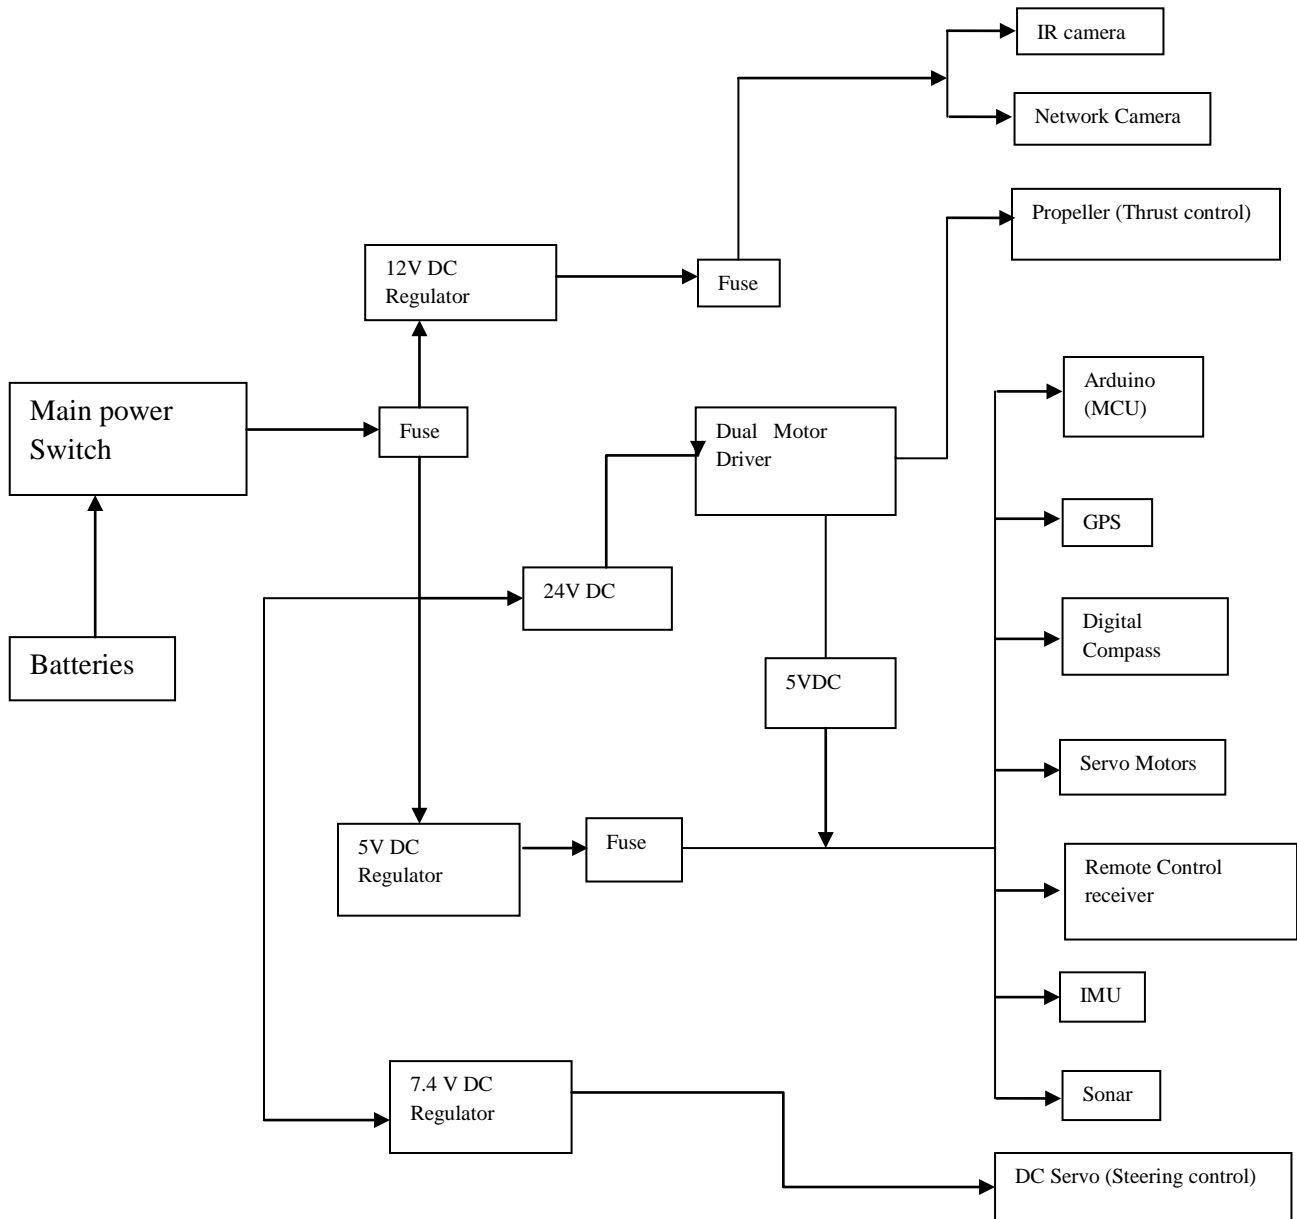 IR camera
Network Camera
Propeller (Thrust control)
12V DC
Regulator
Fuse
Main power
Switch
Fuse
Dual Motor
Driver
Arduino
(MCU)
GPS
24V DC
Digital
Compass
Batteries
5VDC
Servo Motors
5V DC
Regulator
Fuse
Remote Control
receiver
IMU
7.4 V DC
Regulator
Sonar
DC Servo (Steering control)